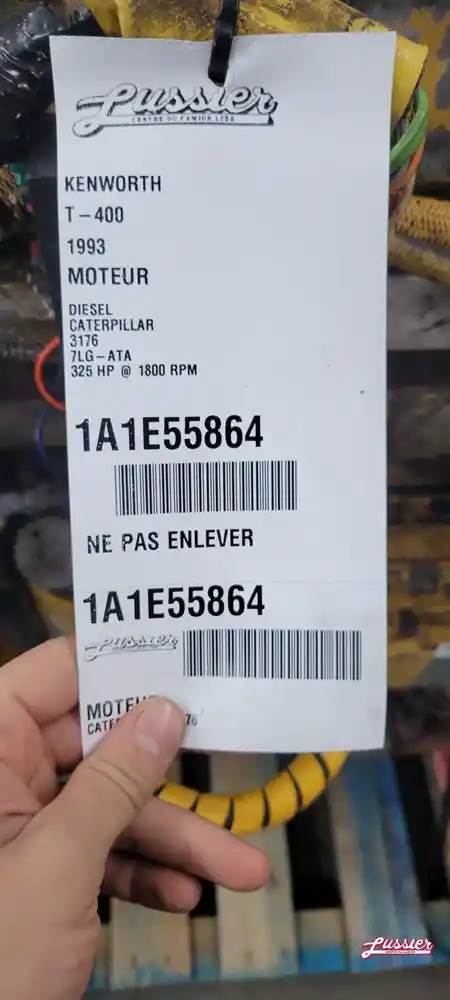 Lussier
CENTRE DU CAMION LTÉE
KENWORTH
T-400
1993
MOTEUR
DIESEL
CATERPILLAR
3176
7LG-ATA
325 HP @ 1800 RPM
1A1E55864
NE PAS ENLEVER
1A1E55864
Lussier
76
Lussier